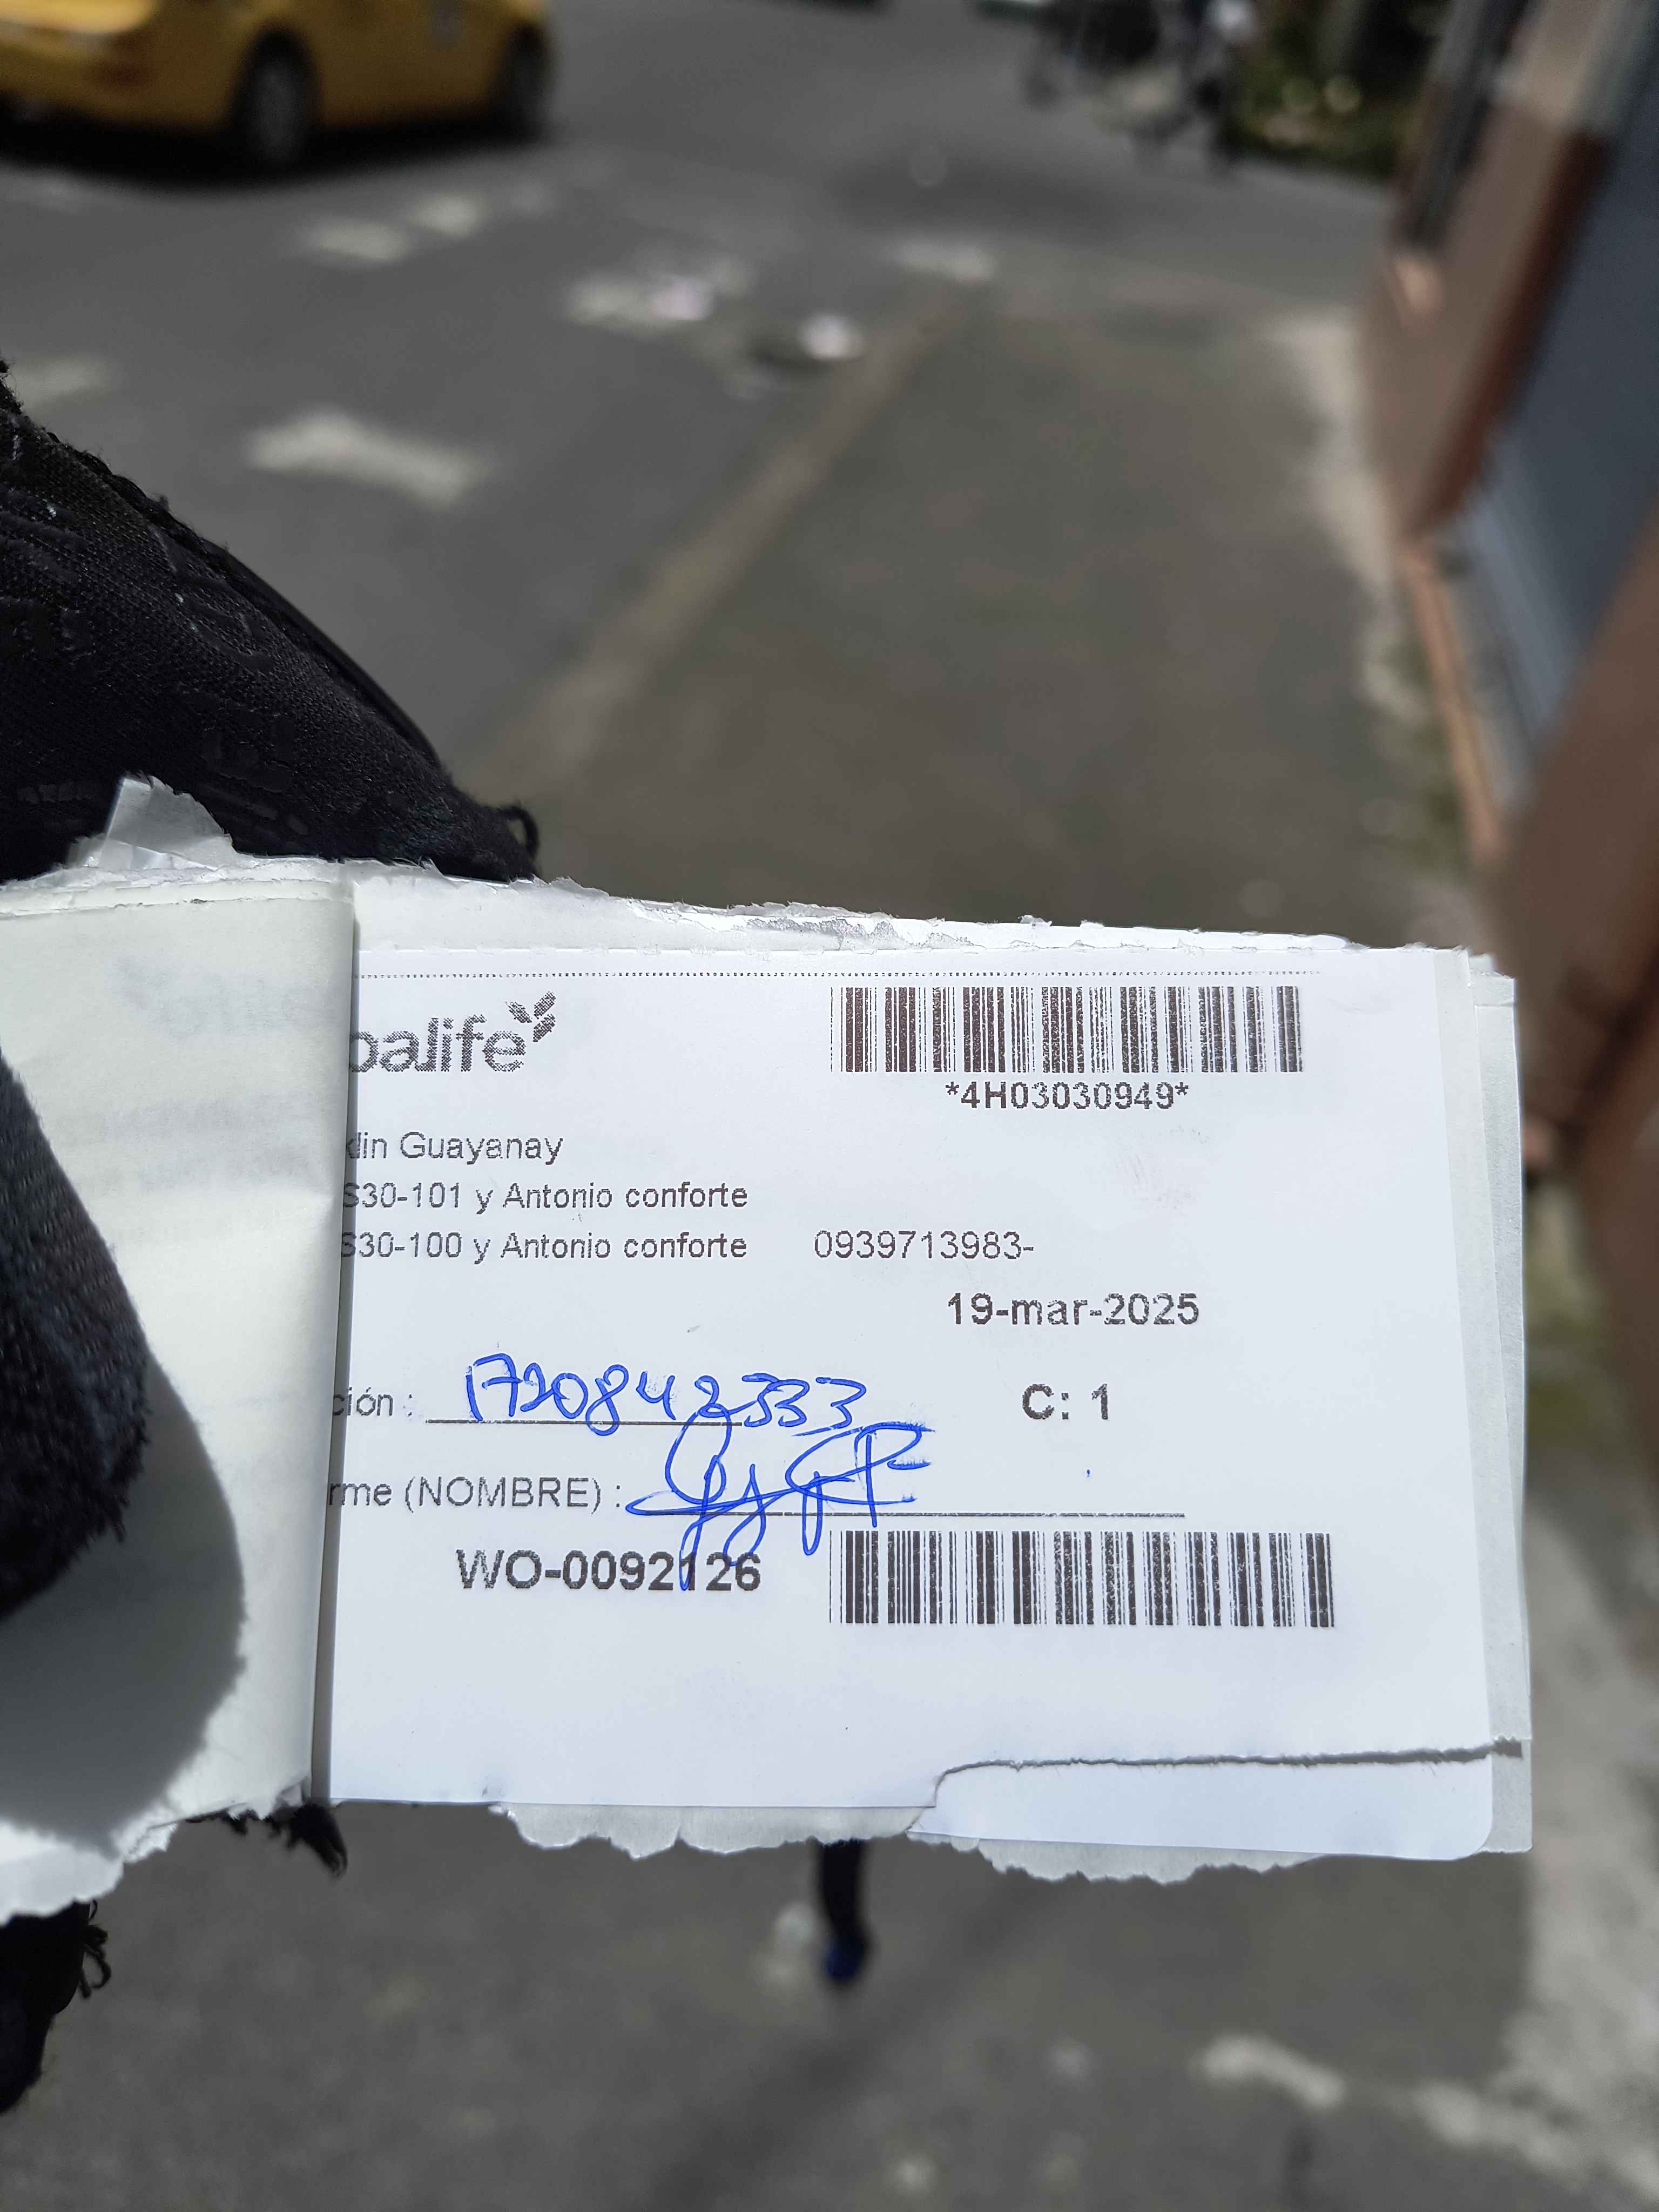 balife
*4H03030949*
din Guayanay
S30-101 y Antonio conforte
S30-100 y Antonio conforte 0939713983-
19-mar-2025
ción : 1720842333 C: 1
rme (NOMBRE) :
WO-0092126